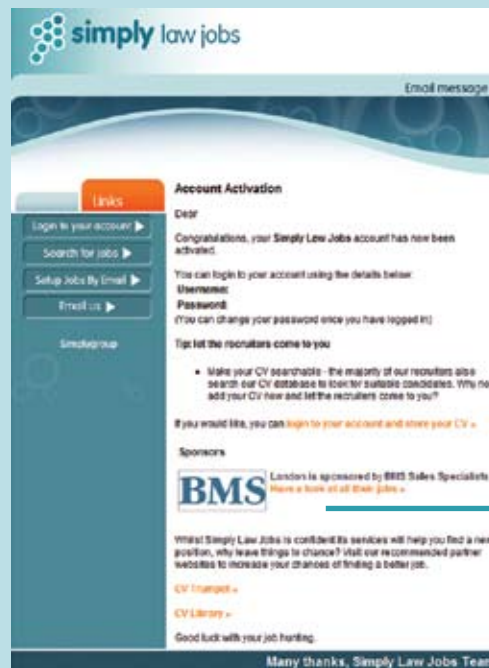 simply law jobs
Email message
Links
Login to your account
Search for jobs
Setup Jobs By Email
Email us
Simplygroup
Account Activation
Dear
Congratulations, your Simply Law Jobs account has now been
activated.
You can login to your account using the details below:
Username:
Password:
(You can change your password once you have logged in)
Tip: let the recruiters come to you
• Make your CV searchable - the majority of our recruiters also
search our CV database to look for suitable candidates. Why no
add your CV now and let the recruiters come to you?
If you would like, you can login to your account and store your CV »
Sponsors
BMS
London is sponsored by BMS Sales Specialists
Have a look at all their jobs »
Whilst Simply Law Jobs is confident its services will help you find a new
position, why leave things to chance? Visit our recommended partner
websites to increase your chances of finding a better job.
CV Trumpet »
CV Library »
Good luck with your job hunting.
Many thanks, Simply Law Jobs Team